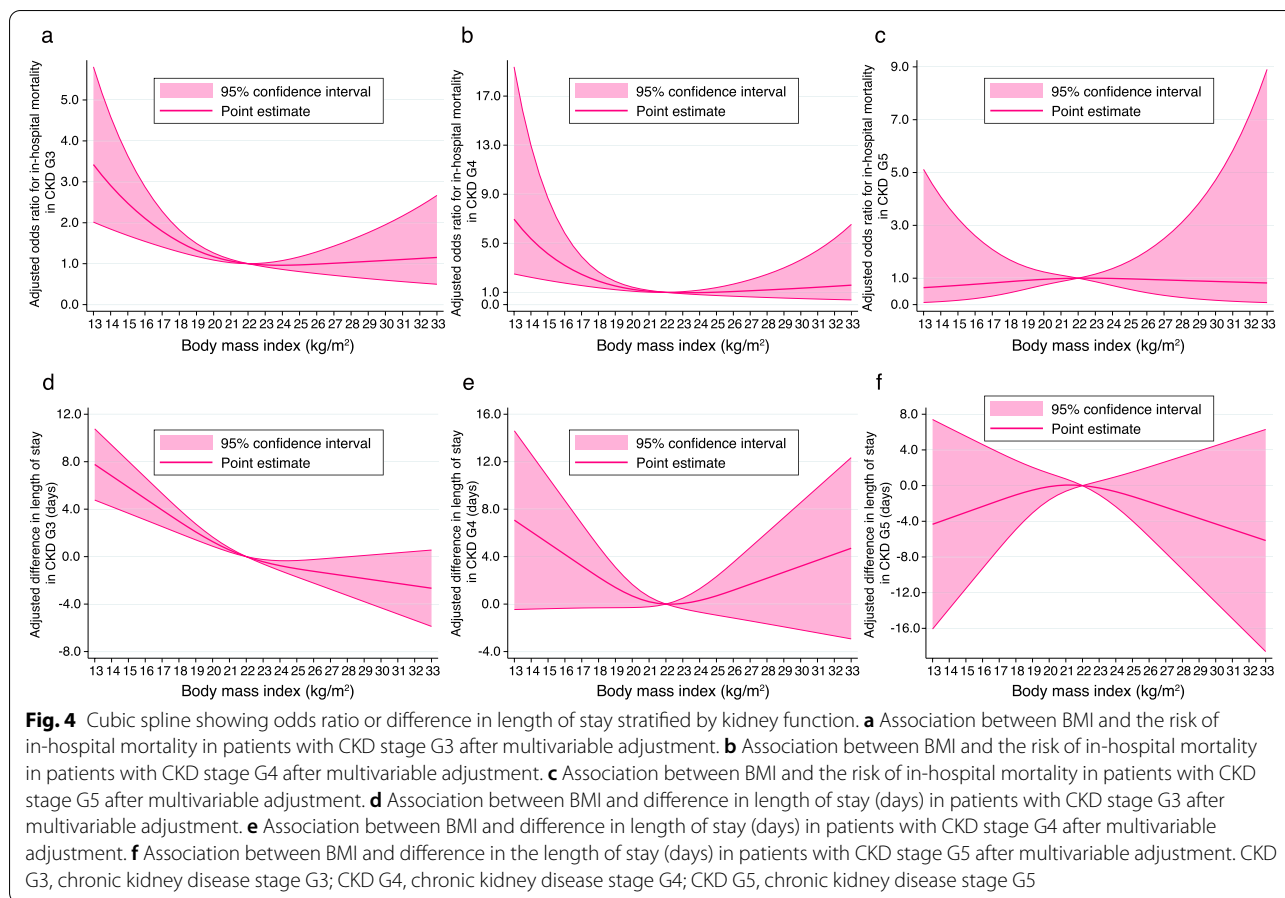 a
Adjusted odds ratio for in-hospital mortality
in CKD G3
5.0
4.0
3.0
2.0
1.0
0.0
95% confidence interval
Point estimate
13 14 15 16 17 18 19 20 21 22 23 24 25 26 27 28 29 30 31 32 33
Body mass index (kg/m²)
b
Adjusted odds ratio for in-hospital mortality
in CKD G4
17.0
13.0
9.0
5.0
1.0
0.0
95% confidence interval
Point estimate
13 14 15 16 17 18 19 20 21 22 23 24 25 26 27 28 29 30 31 32 33
Body mass index (kg/m²)
c
Adjusted odds ratio for in-hospital mortality
in CKD G5
9.0
7.0
5.0
3.0
1.0
0.0
95% confidence interval
Point estimate
13 14 15 16 17 18 19 20 21 22 23 24 25 26 27 28 29 30 31 32 33
Body mass index (kg/m²)
d
Adjusted difference in length of stay
in CKD G3 (days)
12.0
8.0
4.0
0.0
-4.0
-8.0
95% confidence interval
Point estimate
13 14 15 16 17 18 19 20 21 22 23 24 25 26 27 28 29 30 31 32 33
Body mass index (kg/m²)
e
Adjusted difference in length of stay
in CKD G4 (days)
16.0
12.0
8.0
4.0
0.0
-4.0
95% confidence interval
Point estimate
13 14 15 16 17 18 19 20 21 22 23 24 25 26 27 28 29 30 31 32 33
Body mass index (kg/m²)
f
Adjusted difference in length of stay
in CKD G5 (days)
8.0
4.0
0.0
-4.0
-8.0
-12.0
-16.0
95% confidence interval
Point estimate
13 14 15 16 17 18 19 20 21 22 23 24 25 26 27 28 29 30 31 32 33
Body mass index (kg/m²)
Fig. 4 Cubic spline showing odds ratio or difference in length of stay stratified by kidney function. a Association between BMI and the risk of
in-hospital mortality in patients with CKD stage G3 after multivariable adjustment. b Association between BMI and the risk of in-hospital mortality
in patients with CKD stage G4 after multivariable adjustment. c Association between BMI and the risk of in-hospital mortality in patients with CKD
stage G5 after multivariable adjustment. d Association between BMI and difference in length of stay (days) in patients with CKD stage G3 after
multivariable adjustment. e Association between BMI and difference in length of stay (days) in patients with CKD stage G4 after multivariable
adjustment. f Association between BMI and difference in the length of stay (days) in patients with CKD stage G5 after multivariable adjustment. CKD
G3, chronic kidney disease stage G3; CKD G4, chronic kidney disease stage G4; CKD G5, chronic kidney disease stage G5